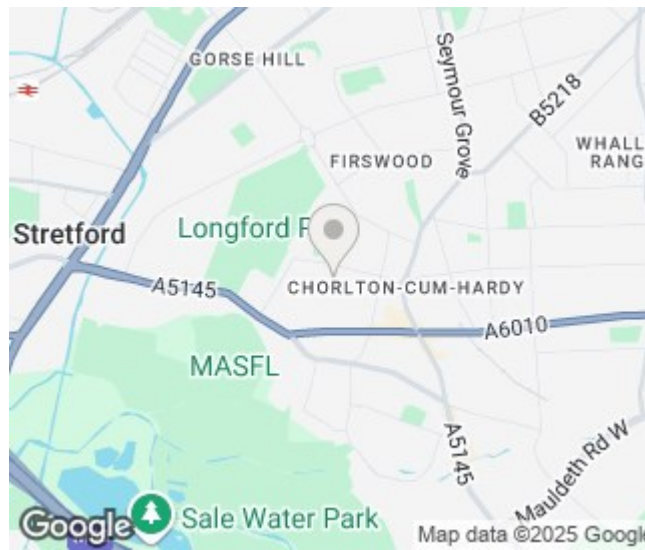 GORSE HILL
Seymour Grove
B5218
FIRSWOOD
WHALL
RANG
Stretford
Longford P
A5145
CHORLTON-CUM-HARDY
A6010
MASFL
A5145
Mauldeth Rd W
Google
Sale Water Park
Map data ©2025 Google